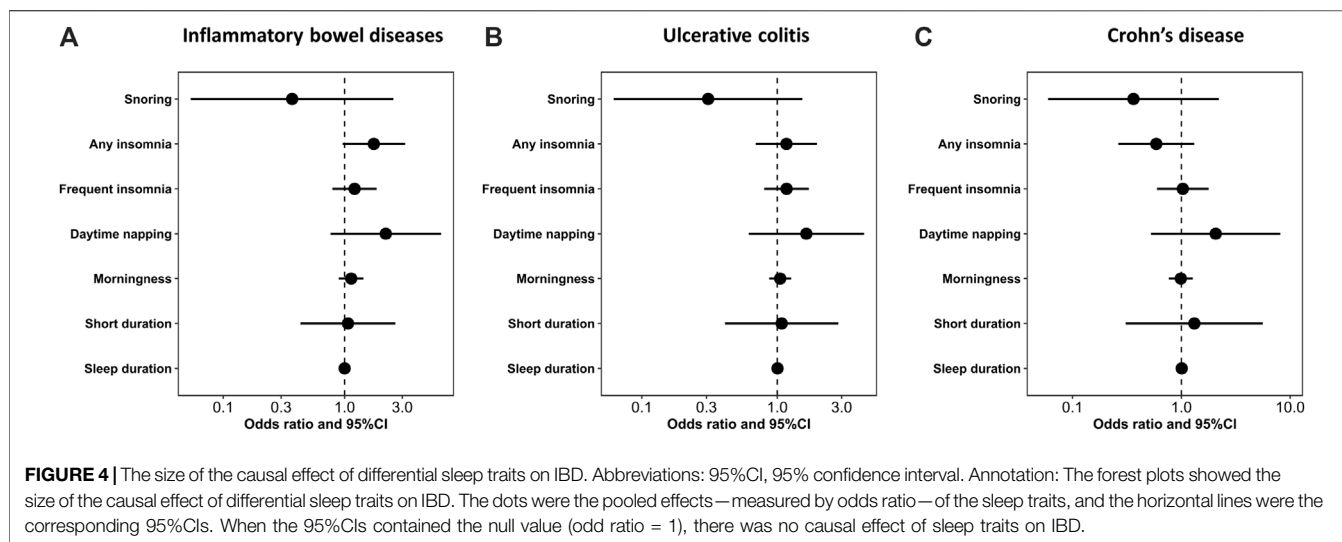 A Inflammatory bowel diseases
Snoring
Any insomnia
Frequent insomnia
Daytime napping
Morningness
Short duration
Sleep duration
0.1 0.3 1.0 3.0
Odds ratio and 95%CI
B Ulcerative colitis
Snoring
Any insomnia
Frequent insomnia
Daytime napping
Morningness
Short duration
Sleep duration
0.3 1.0 3.0
Odds ratio and 95%CI
C Crohn's disease
Snoring
Any insomnia
Frequent insomnia
Daytime napping
Morningness
Short duration
Sleep duration
0.1 1.0 10.0
Odds ratio and 95%CI
FIGURE 4 | The size of the causal effect of differential sleep traits on IBD. Abbreviations: 95%CI, 95% confidence interval. Annotation: The forest plots showed the
size of the causal effect of differential sleep traits on IBD. The dots were the pooled effects—measured by odds ratio—of the sleep traits, and the horizontal lines were the
corresponding 95%CIs. When the 95%CIs contained the null value (odd ratio = 1), there was no causal effect of sleep traits on IBD.